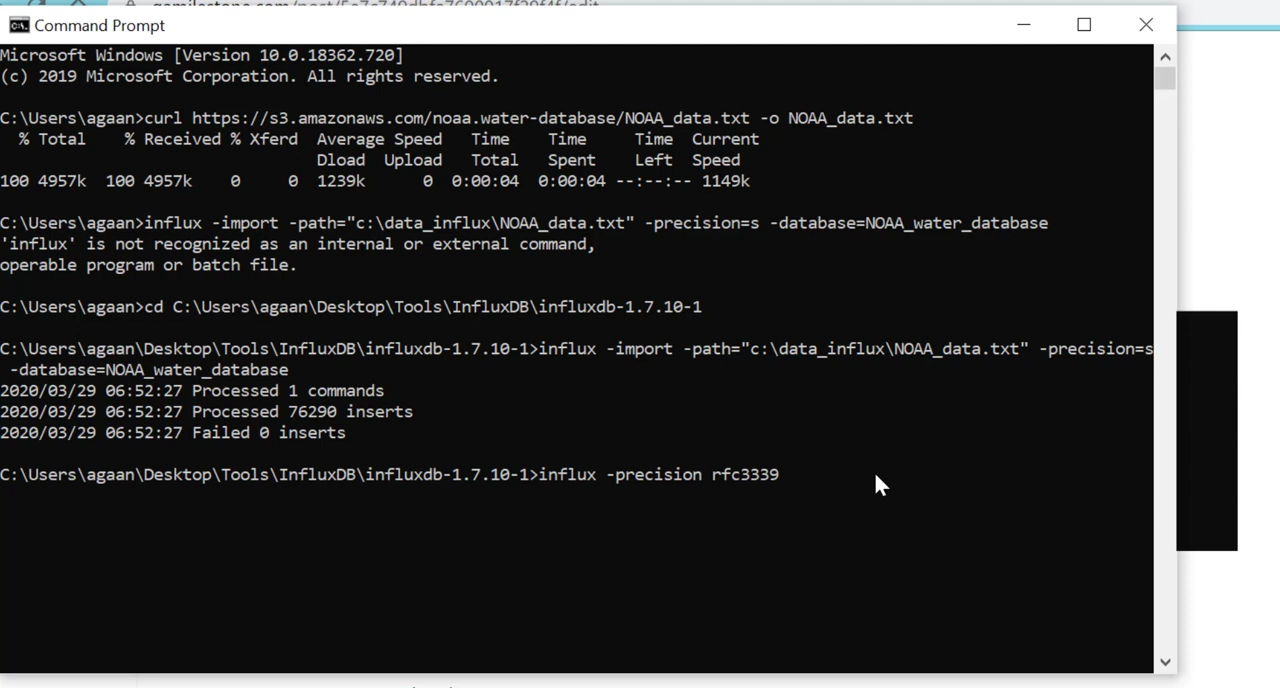 Command Prompt
Microsoft Windows [Version 10.0.18362.720]
(c) 2019 Microsoft Corporation. All rights reserved.
C:\Users\agaan>curl https://s3.amazonaws.com/noaa.water-database/NOAA_data.txt -o NOAA_data.txt
% Total % Received % Xferd Average Speed Time Time Time Current
Dload Upload Total Spent Left Speed
100 4957k 100 4957k 0 0 1239k 0 0:00:04 0:00:04 --:--:-- 1149k
C:\Users\agaan>influx -import -path="c:\data_influx\NOAA_data.txt" -precision=s -database=NOAA_water_database
'influx' is not recognized as an internal or external command,
operable program or batch file.
C:\Users\agaan>cd C:\Users\agaan\Desktop\Tools\InfluxDB\influxdb-1.7.10-1
C:\Users\agaan\Desktop\Tools\InfluxDB\influxdb-1.7.10-1>influx -import -path="c:\data_influx\NOAA_data.txt" -precision=s
-database=NOAA_water_database
2020/03/29 06:52:27 Processed 1 commands
2020/03/29 06:52:27 Processed 76290 inserts
2020/03/29 06:52:27 Failed 0 inserts
C:\Users\agaan\Desktop\Tools\InfluxDB\influxdb-1.7.10-1>influx -precision rfc3339